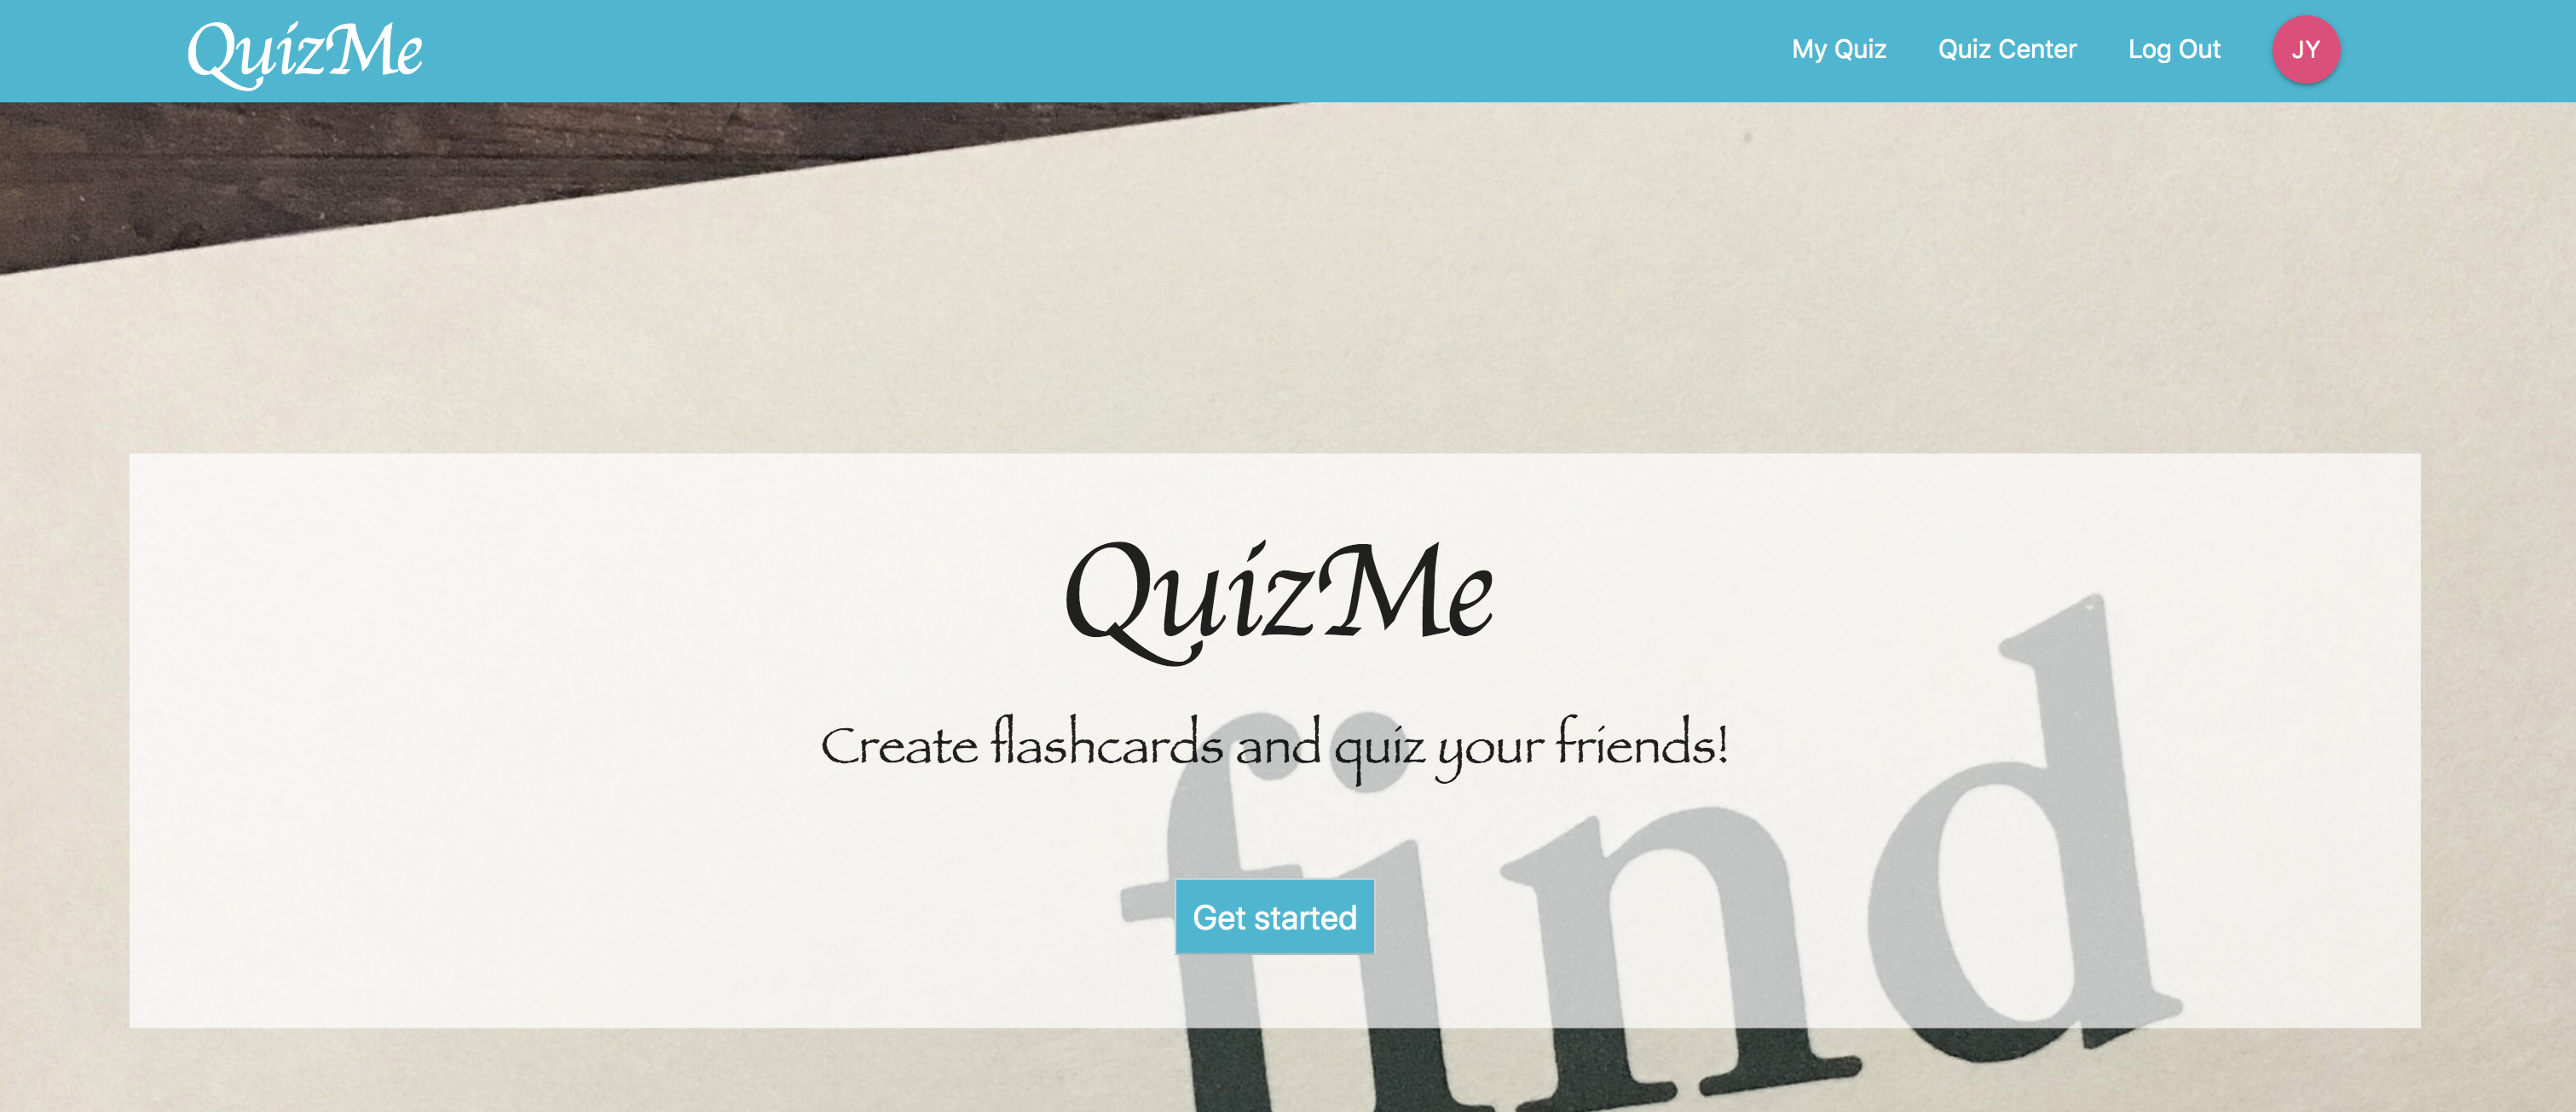 QuizMe
My Quiz Quiz Center Log Out JY
QuizMe
Create flashcards and quiz your friends!
Get started
find